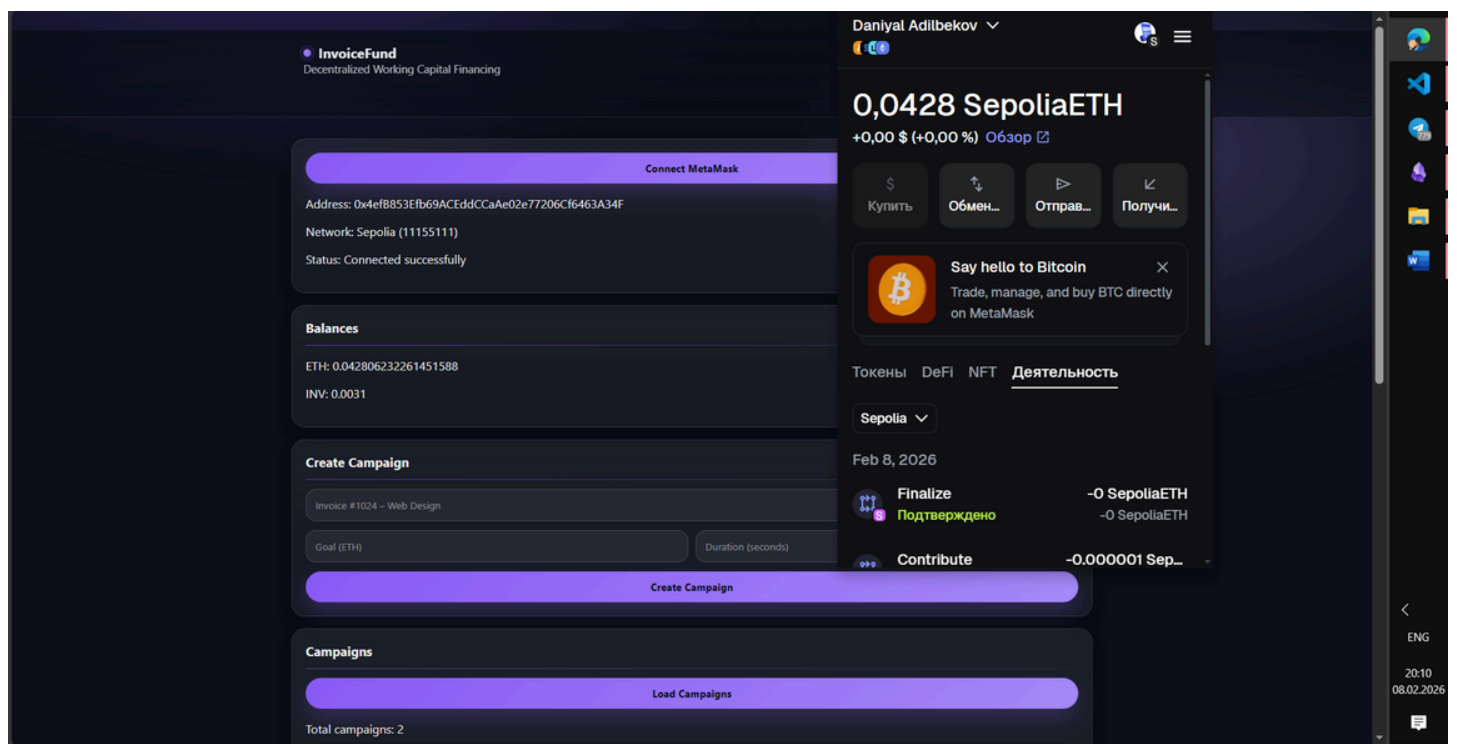 InvoiceFund
Decentralized Working Capital Financing
Connect MetaMask
Address: 0x4efB853Efb69ACEddCCaAe02e77206Cf6463A34F
Network: Sepolia (11155111)
Status: Connected successfully
Balances
ETH: 0.042806232261451588
INV: 0.0031
Create Campaign
Invoice #1024 – Web Design
Goal (ETH)
Duration (seconds)
Create Campaign
Campaigns
Load Campaigns
Total campaigns: 2
Daniyal Adilbekov
S
0,0428 SepoliaETH
+0,00 $ (+0,00 %) Обзор
$
Купить
Обмен...
Отправ...
Получи...
Say hello to Bitcoin
Trade, manage, and buy BTC directly
on MetaMask
Токены DeFi NFT Деятельность
Sepolia
Feb 8, 2026
Finalize -0 SepoliaETH
S
Подтверждено -0 SepoliaETH
Contribute -0.000001 Sep...
W
ENG
20:10
08.02.2026